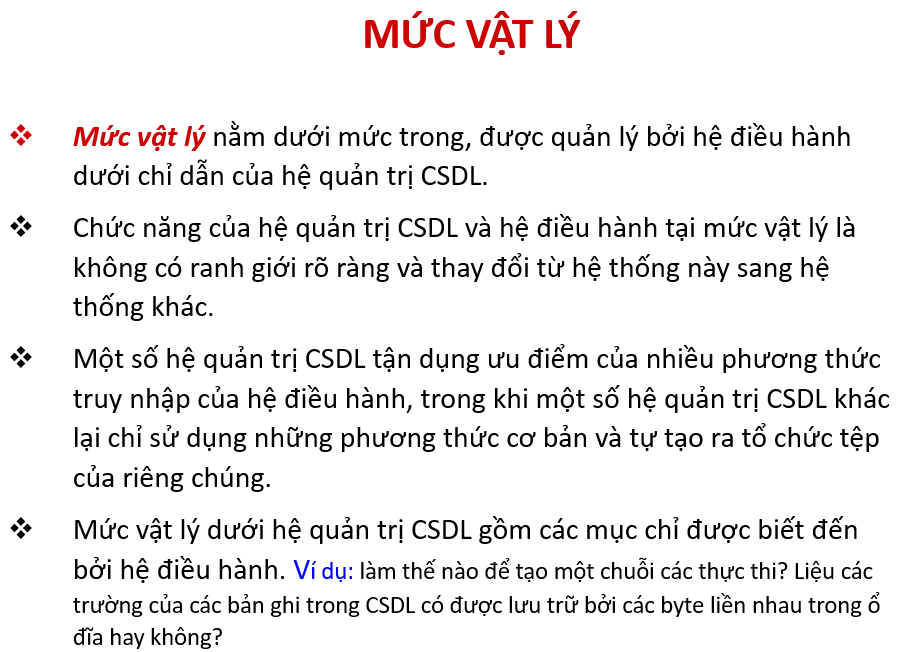 MỨC VẬT LÝ
❖ Mức vật lý nằm dưới mức trong, được quản lý bởi hệ điều hành
dưới chỉ dẫn của hệ quản trị CSDL.
❖ Chức năng của hệ quản trị CSDL và hệ điều hành tại mức vật lý là
không có ranh giới rõ ràng và thay đổi từ hệ thống này sang hệ
thống khác.
❖ Một số hệ quản trị CSDL tận dụng ưu điểm của nhiều phương thức
truy nhập của hệ điều hành, trong khi một số hệ quản trị CSDL khác
lại chỉ sử dụng những phương thức cơ bản và tự tạo ra tổ chức tệp
của riêng chúng.
❖ Mức vật lý dưới hệ quản trị CSDL gồm các mục chỉ được biết đến
bởi hệ điều hành. Ví dụ: làm thế nào để tạo một chuỗi các thực thi? Liệu các
trường của các bản ghi trong CSDL có được lưu trữ bởi các byte liền nhau trong ổ
đĩa hay không?